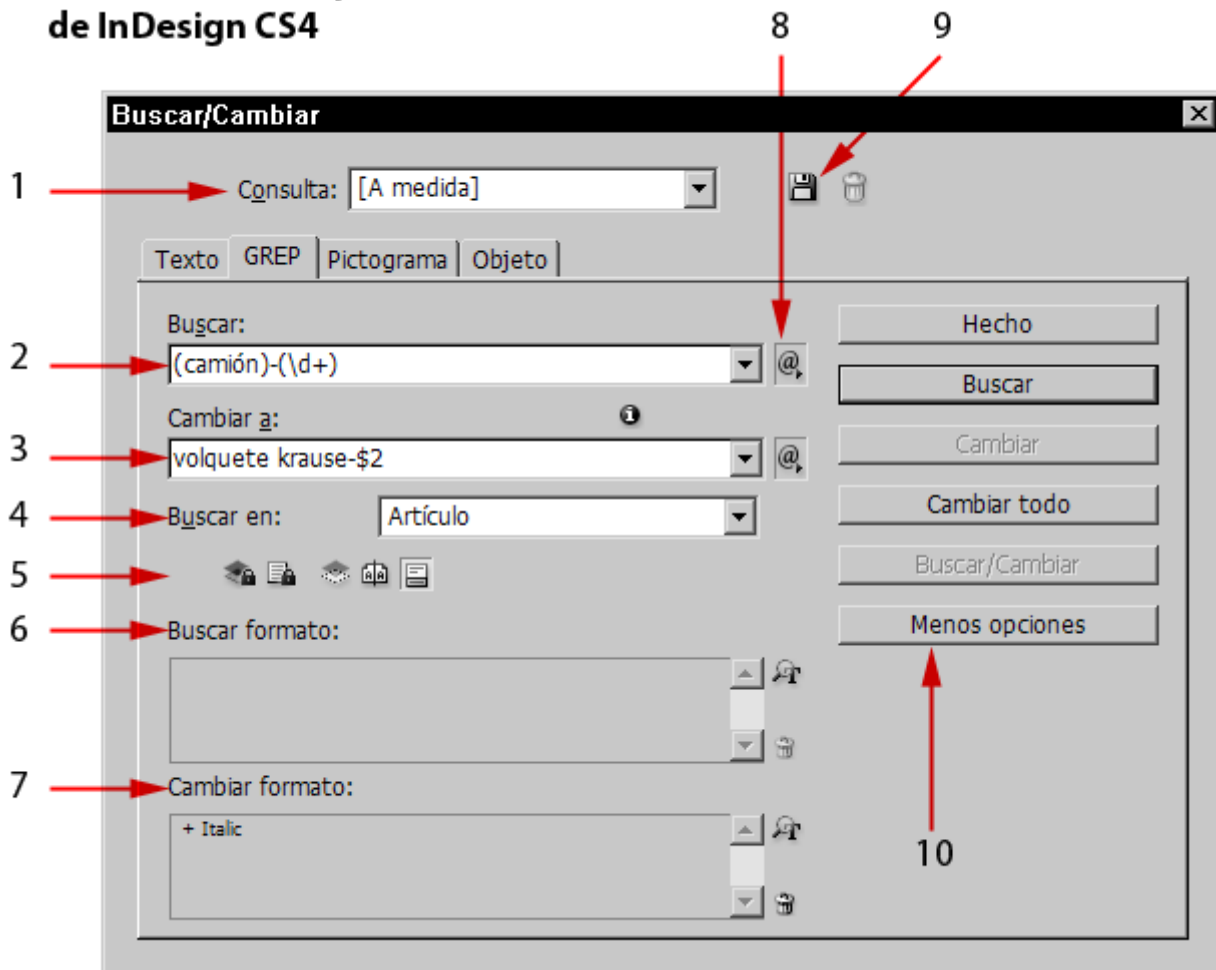 de InDesign CS4
8 9
Buscar/Cambiar
1 Consulta: [A medida]
Texto GREP Pictograma Objeto
Buscar: Hecho
2 (camión)-(\d+) @ Buscar
Cambiar a: Cambiar
3 volquete krause-$2 @
4 Buscar en: Artículo Cambiar todo
5 Buscar/Cambiar
6 Buscar formato: Menos opciones
7 Cambiar formato:
+ Italic
10